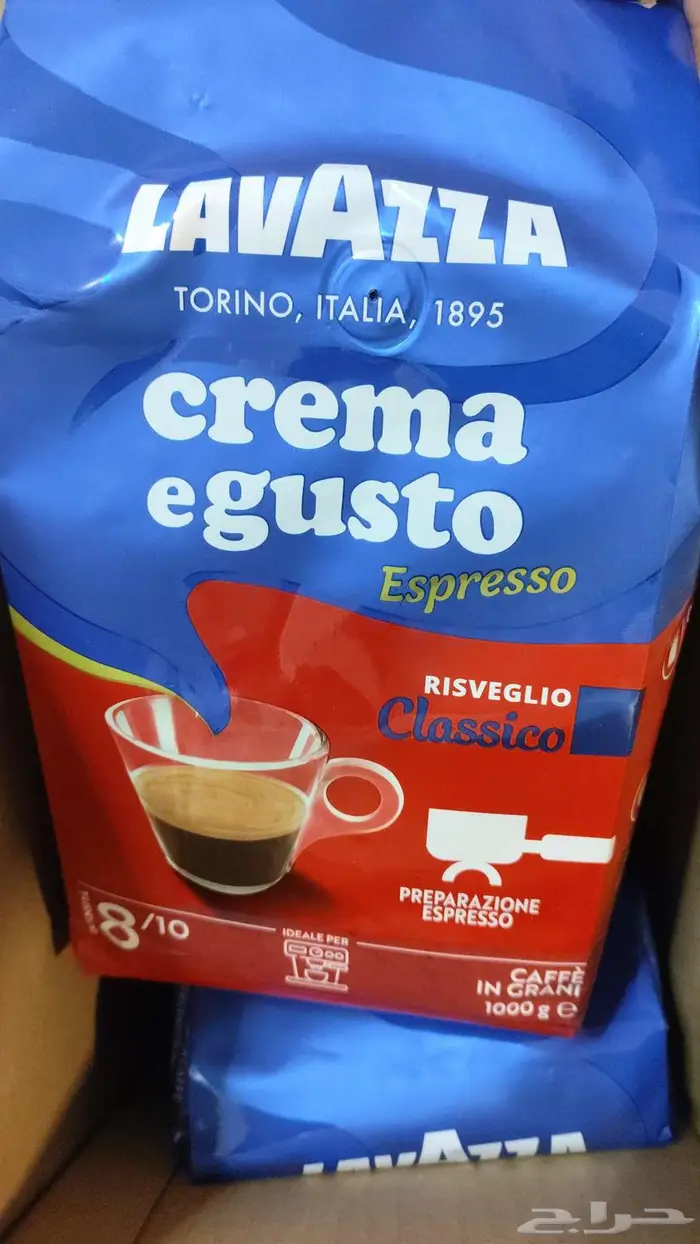 LAVAZZA
TORINO, ITALIA, 1895
crema
e gusto
Espresso
RISVEGLIO
Classico
PREPARAZIONE
ESPRESSO
8/10
IDEALE PER
CAFFÈ
IN GRANI
1000 g e
LAVAZZA
حراج